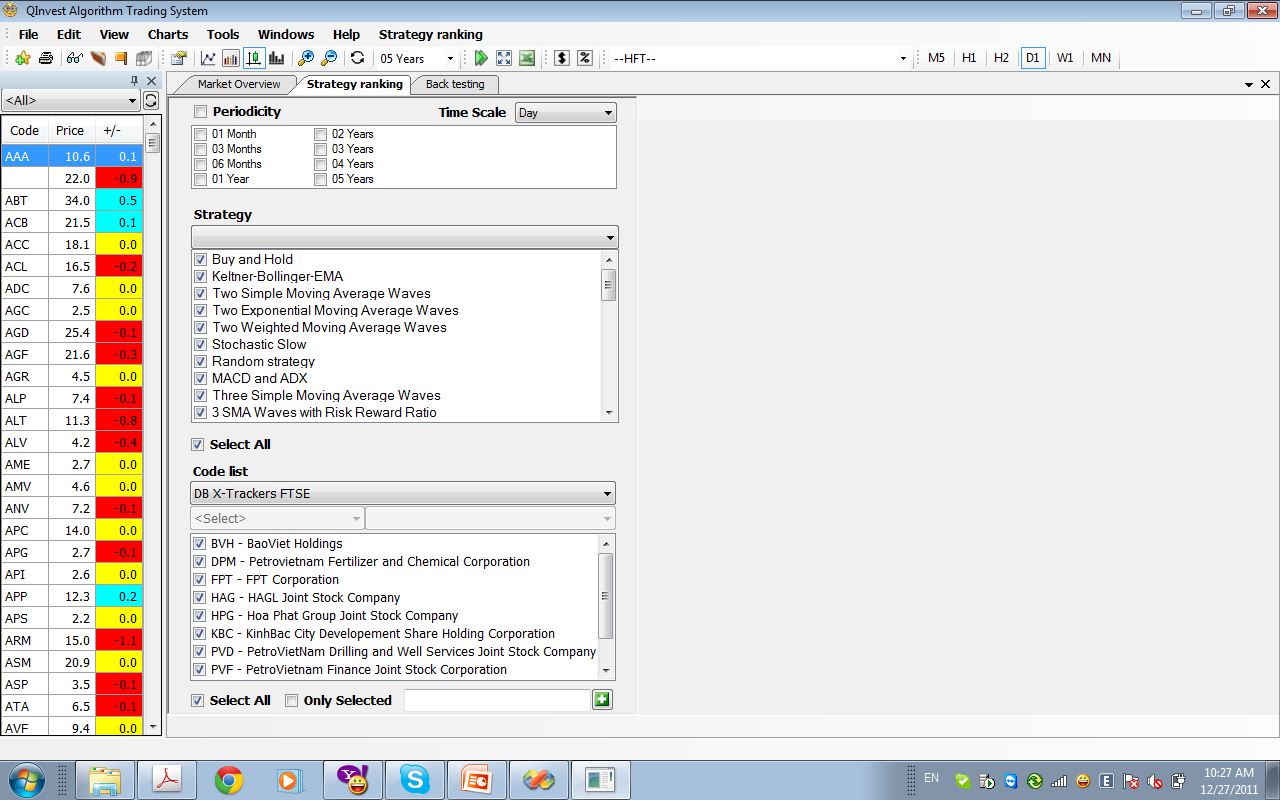 QInvest Algorithm Trading System
File Edit View Charts Tools Windows Help Strategy ranking
05 Years --HFT-- M5 H1 H2 D1 W1 MN
Market Overview Strategy ranking Back testing
<All>
Code Price +/-
AAA 10.6 0.1
22.0 -0.9
ABT 34.0 0.5
ACB 21.5 0.1
ACC 18.1 0.0
ACL 16.5 -0.2
ADC 7.6 0.0
AGC 2.5 0.0
AGD 25.4 -0.1
AGF 21.6 -0.3
AGR 4.5 0.0
ALP 7.4 -0.1
ALT 11.3 -0.8
ALV 4.2 -0.4
AME 2.7 0.0
AMV 4.6 0.0
ANV 7.2 -0.1
APC 14.0 0.0
APG 2.7 -0.1
API 2.6 0.0
APP 12.3 0.2
APS 2.2 0.0
ARM 15.0 -1.1
ASM 20.9 0.0
ASP 3.5 -0.1
ATA 6.5 -0.1
AVF 9.4 0.0
Periodicity Time Scale Day
01 Month 02 Years
03 Months 03 Years
06 Months 04 Years
01 Year 05 Years
Strategy
Buy and Hold
Keltner-Bollinger-EMA
Two Simple Moving Average Waves
Two Exponential Moving Average Waves
Two Weighted Moving Average Waves
Stochastic Slow
Random strategy
MACD and ADX
Three Simple Moving Average Waves
3 SMA Waves with Risk Reward Ratio
Select All
Code list
DB X-Trackers FTSE
<Select>
BVH - BaoViet Holdings
DPM - Petrovietnam Fertilizer and Chemical Corporation
FPT - FPT Corporation
HAG - HAGL Joint Stock Company
HPG - Hoa Phat Group Joint Stock Company
KBC - KinhBac City Developement Share Holding Corporation
PVD - PetroVietNam Drilling and Well Services Joint Stock Company
PVF - PetroVietnam Finance Joint Stock Corporation
Select All Only Selected
EN 10:27 AM
12/27/2011